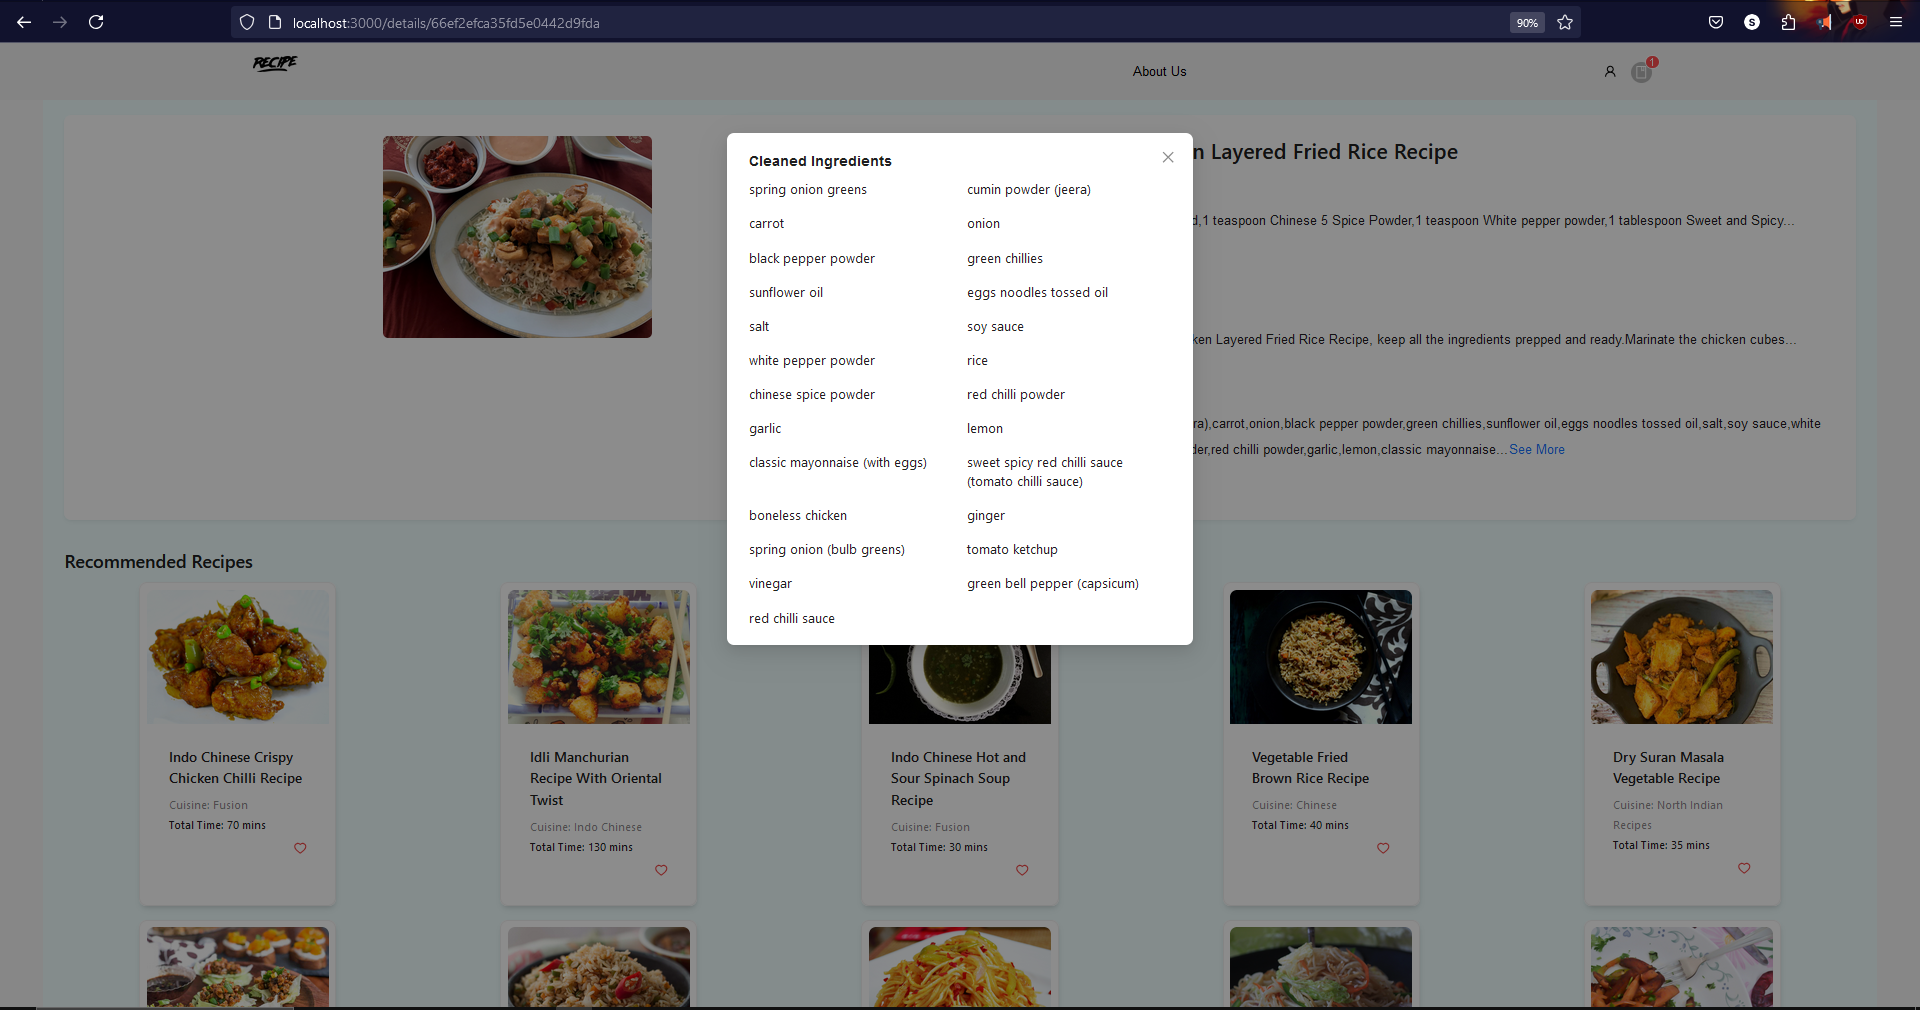 localhost:3000/details/66ef2efca35fd5e0442d9fda
90%
S
UD
RECIPE
About Us
1
n Layered Fried Rice Recipe
d,1 teaspoon Chinese 5 Spice Powder,1 teaspoon White pepper powder,1 tablespoon Sweet and Spicy...
ken Layered Fried Rice Recipe, keep all the ingredients prepped and ready.Marinate the chicken cubes...
ra),carrot,onion,black pepper powder,green chillies,sunflower oil,eggs noodles tossed oil,salt,soy sauce,white
der,red chilli powder,garlic,lemon,classic mayonnaise...See More
Cleaned Ingredients
spring onion greens
cumin powder (jeera)
carrot
onion
black pepper powder
green chillies
sunflower oil
eggs noodles tossed oil
salt
soy sauce
white pepper powder
rice
chinese spice powder
red chilli powder
garlic
lemon
classic mayonnaise (with eggs)
sweet spicy red chilli sauce
(tomato chilli sauce)
boneless chicken
ginger
spring onion (bulb greens)
tomato ketchup
vinegar
green bell pepper (capsicum)
red chilli sauce
Recommended Recipes
Indo Chinese Crispy
Chicken Chilli Recipe
Cuisine: Fusion
Total Time: 70 mins
Idli Manchurian
Recipe With Oriental
Twist
Cuisine: Indo Chinese
Total Time: 130 mins
Indo Chinese Hot and
Sour Spinach Soup
Recipe
Cuisine: Fusion
Total Time: 30 mins
Vegetable Fried
Brown Rice Recipe
Cuisine: Chinese
Total Time: 40 mins
Dry Suran Masala
Vegetable Recipe
Cuisine: North Indian
Recipes
Total Time: 35 mins